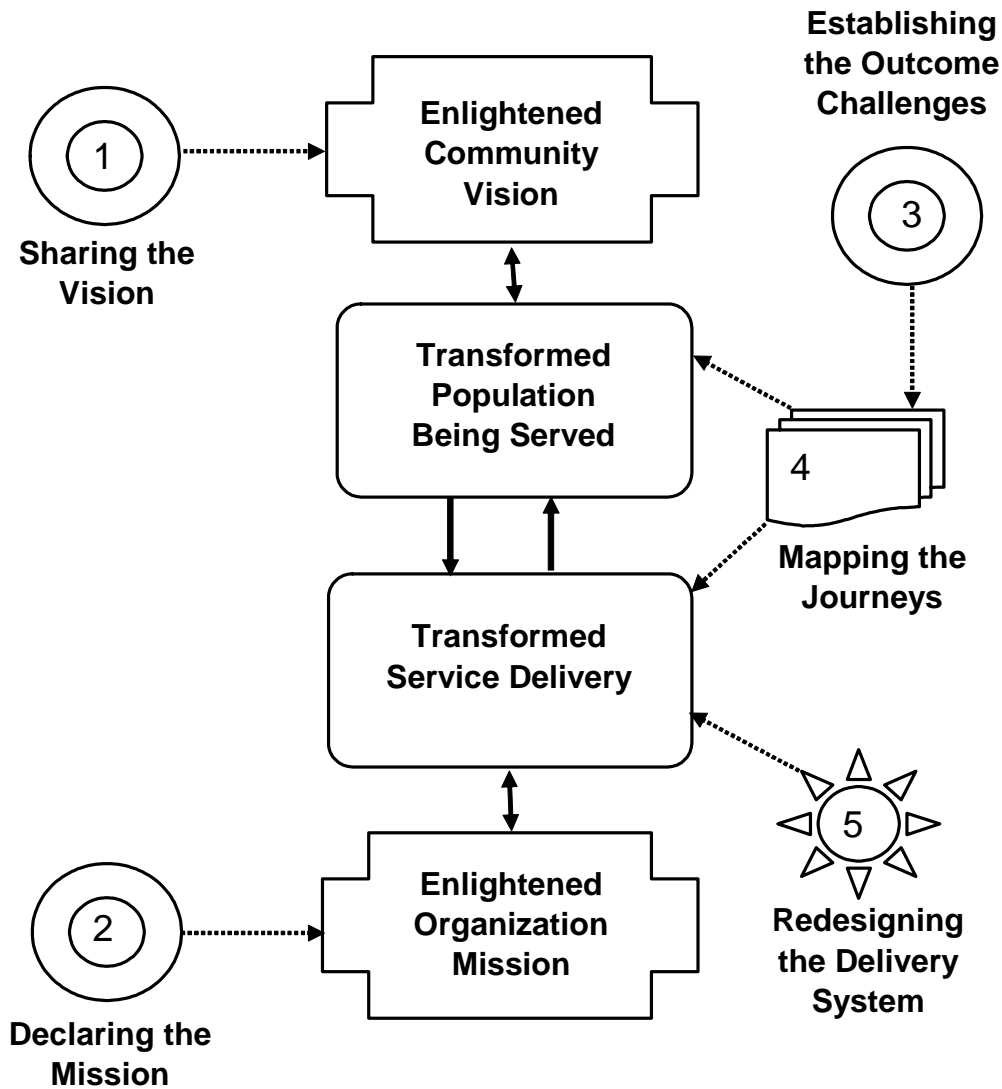 Establishing
the Outcome
Challenges
1
Enlightened
Community
Vision
3
Sharing the
Vision
Transformed
Population
Being Served
4
Mapping the
Journeys
Transformed
Service Delivery
5
2
Enlightened
Organization
Mission
Redesigning
the Delivery
System
Declaring the
Mission